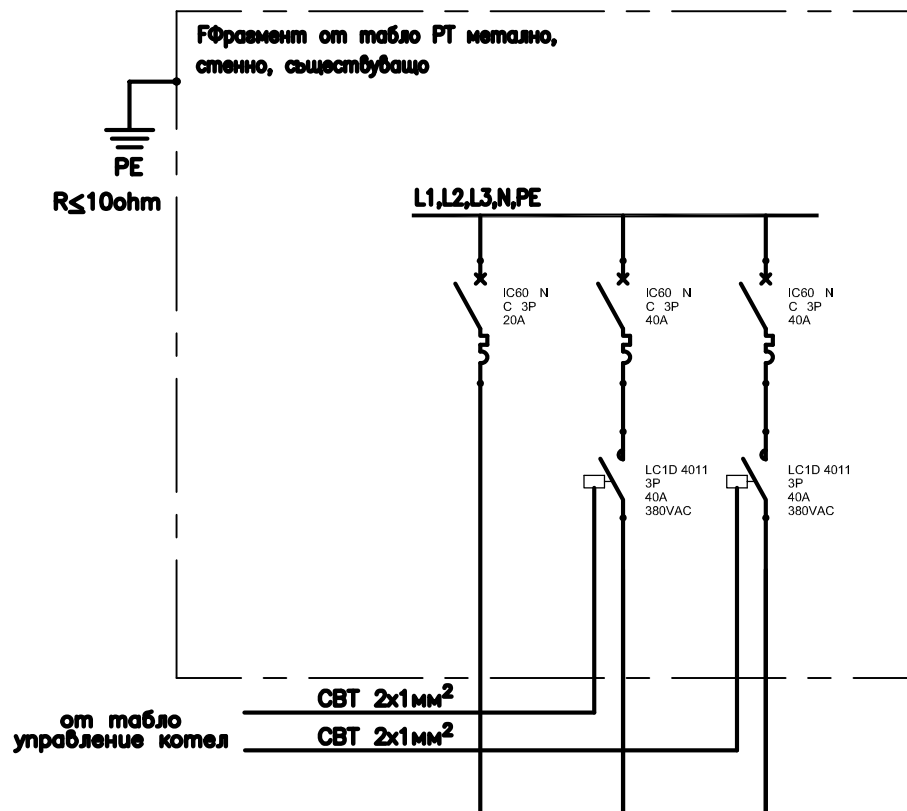 FФрагмент от табло РТ метално,
стенно, съществуващо
PE
R≤10ohm
L1,L2,L3,N,PE
IC60 N
C 3P
20A
IC60 N
C 3P
40A
IC60 N
C 3P
40A
LC1D 4011
3P
40A
380VAC
LC1D 4011
3P
40A
380VAC
СВТ 2x1мм²
от табло
управление котел
СВТ 2x1мм²